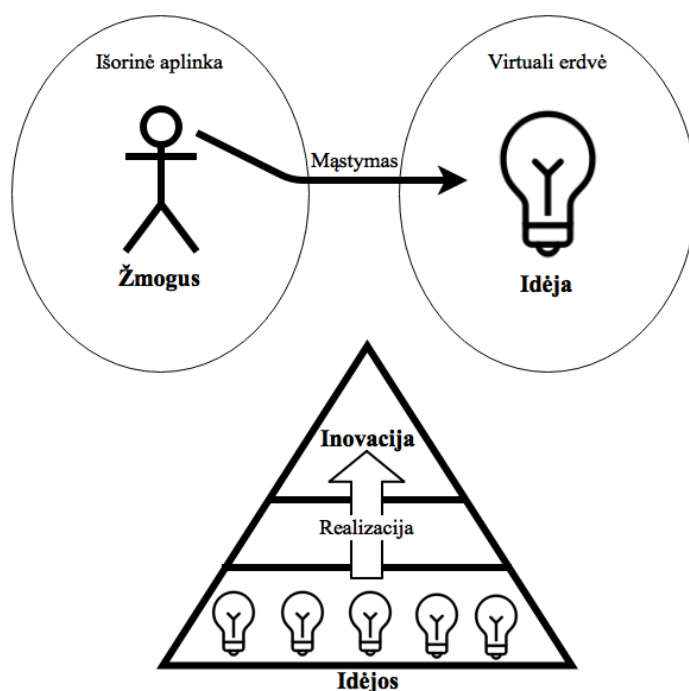 Išorinė aplinka
Virtuali erdvė
Mąstymas
Žmogus
Idėja
Inovacija
Realizacija
Idėjos